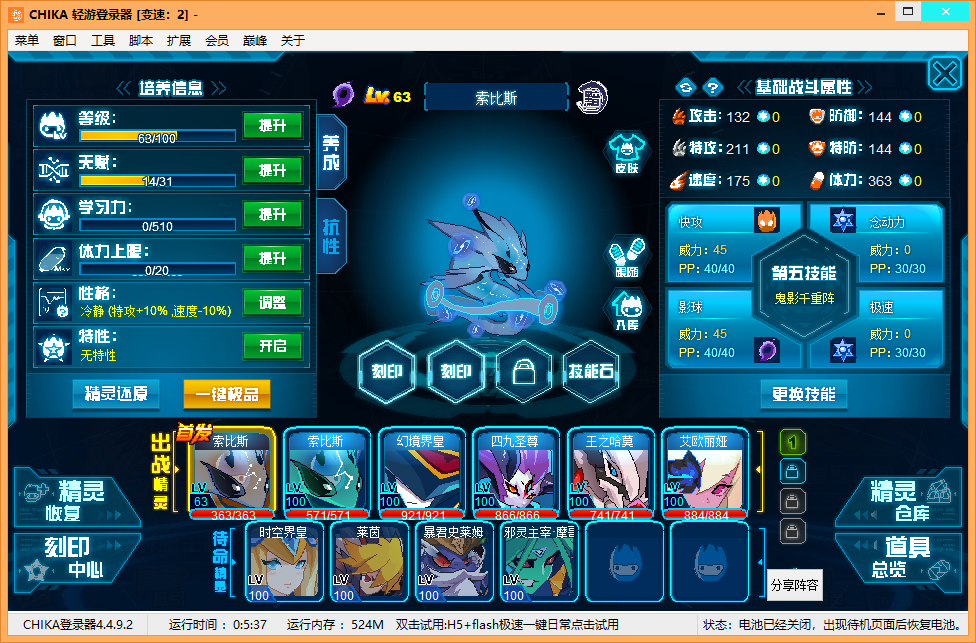 CHIKA 轻游登录器 [变速：2] -
菜单 窗口 工具 脚本 扩展 会员 巅峰 关于
培养信息
等级:
63/100
提升
天赋:
14/31
提升
学习力:
0/510
提升
体力上限:
0/20
提升
性格:
冷静 (特攻+10% ,速度-10%)
调整
特性:
无特性
开启
精灵还原
一键极品
养成
抗性
Lv. 63
索比斯
皮肤
跟随
入库
刻印
刻印
技能石
基础战斗属性
攻击: 132 0
防御: 144 0
特攻: 211 0
特防: 144 0
速度: 175 0
体力: 363 0
快攻
威力: 45
PP: 40/40
念动力
威力: 0
PP: 30/30
第五技能
鬼影千重阵
影球
威力: 45
PP: 40/40
极速
威力: 0
PP: 30/30
更换技能
出战精灵
首发
索比斯
LV
63
363/363
索比斯
LV
100
571/571
幻境界皇
LV
100
921/921
四九圣尊
LV
100
866/866
王之哈莫
LV
100
741/741
艾欧丽娅
LV
100
884/884
1
待命精灵
时空界皇
LV
100
莱茵
LV
100
暴君史莱姆
LV
100
邪灵主宰·摩
LV
100
精灵
恢复
刻印
中心
精灵
仓库
道具
总览
分享阵容
CHIKA登录器4.4.9.2
运行时间 : 0:5:37
运行内存 : 524M
双击试用:H5+flash极速一键日常点击试用
状态: 电池已经关闭，出现待机页面后恢复电池。